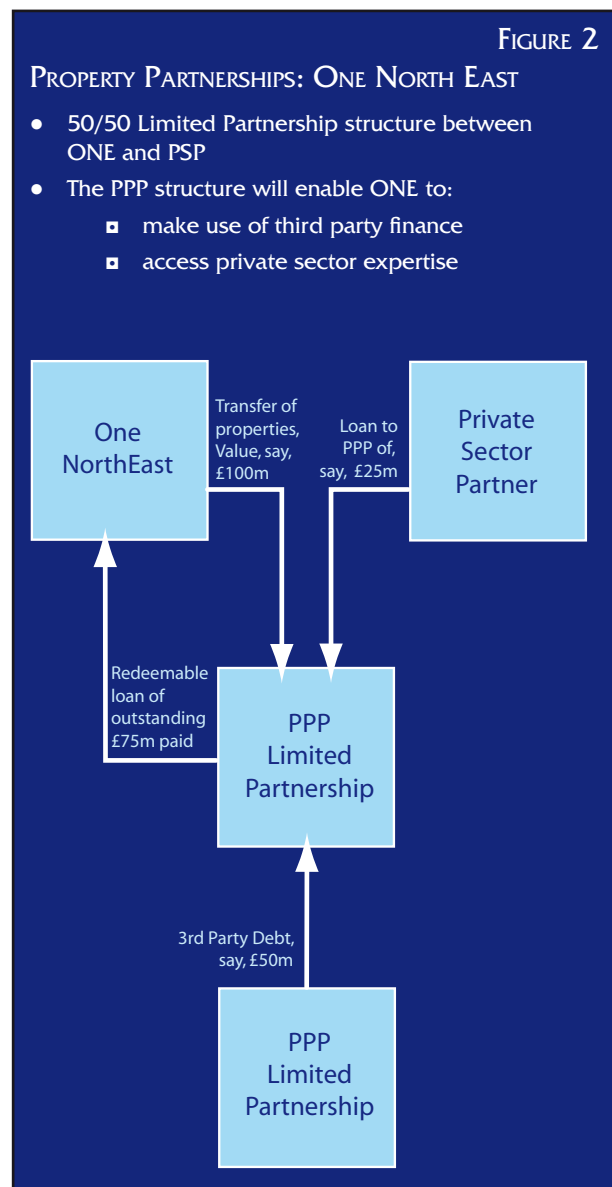 FIGURE 2
PROPERTY PARTNERSHIPS: ONE NORTH EAST
● 50/50 Limited Partnership structure between
ONE and PSP
● The PPP structure will enable ONE to:
◘ make use of third party finance
◘ access private sector expertise
One
NorthEast
Transfer of
properties,
Value, say,
£100m
Loan to
PPP of,
say, £25m
Private
Sector
Partner
Redeemable
loan of
outstanding
£75m paid
PPP
Limited
Partnership
3rd Party Debt,
say, £50m
PPP
Limited
Partnership